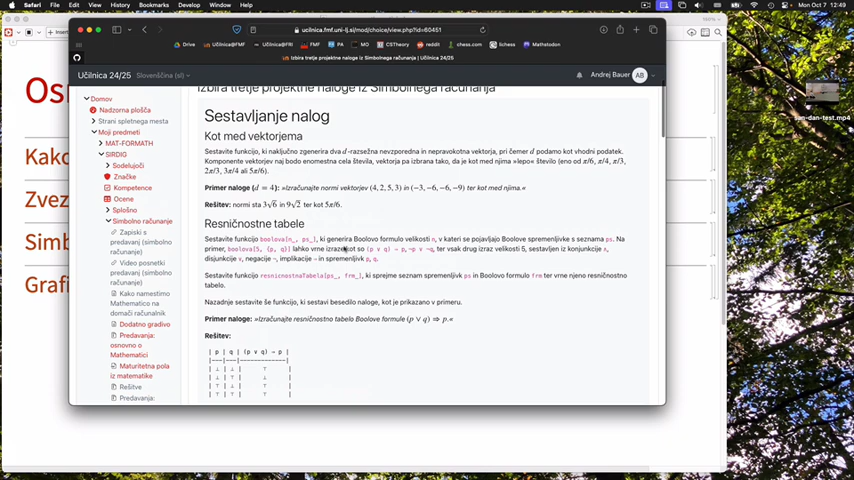 Safari File Edit View History Bookmarks Develop Window Help Mon Oct 7 12:49
ucilnica.fmf.uni-lj.si/mod/choice/view.php?id=60451
Drive Učilnica@FMF Učilnica@FRI FMF PA MO CSTheory reddit chess.com lichess Mathstodon
Izbira tretje projektne naloge iz Simbolnega računanja | Učilnica 24/25
Učilnica 24/25 Slovenščina (sl) Andrej Bauer AB
Domov
Nadzorna plošča
Strani spletnega mesta
Moji predmeti
MAT-FORMATH
SIRDIG
Sodelujoči
Značke
Kompetence
Ocene
Splošno
Simbolno računanje
Zapiski s
predavanj (simbolno
računanje)
Video posnetki
predavanj (simbolno
računanje)
Kako namestimo
Mathematico na
domači računalnik
Dodatno gradivo
Predavanja:
osnovno o
Mathematici
Maturitetna pola
iz matematike
Rešitve
Predavanja:
Izbira tretje projektne naloge iz Simbolnega računanja
Sestavljanje nalog
Kot med vektorjema
Sestavite funkcijo, ki naključno zgenerira dva d-razsežna nevzporedna in nepravokotna vektorja, pri čemer d podamo kot vhodni podatek.
Komponente vektorjev naj bodo enomestna cela števila, vektorja pa izbrana tako, da je kot med njima »lepo« število (eno od π/6, π/4, π/3,
2π/3, 3π/4 ali 5π/6).
Primer naloge (d = 4): »Izračunajte normi vektorjev (4, 2, 5, 3) in (−3, −6, −6, −9) ter kot med njima.«
Rešitev: normi sta 3√6 in 9√2 ter kot 5π/6.
Resničnostne tabele
Sestavite funkcijo boolova[n_, ps_], ki generira Boolovo formulo velikosti n, v kateri se pojavljajo Boolove spremenljivke s seznama ps. Na
primer, boolova[5, {p, q}] lahko vrne izraze kot so (p ∨ q) ⇒ p, ¬p ∨ ¬q, ter vsak drug izraz velikosti 5, sestavljen iz konjunkcije ∧,
disjunkcije ∨, negacije ¬, implikacije ⇒ in spremenljivk p, q.
Sestavite funkcijo resnicnostnaTabela[ps_, frm_], ki sprejme seznam spremenljivk ps in Boolovo formulo frm ter vrne njeno resničnostno
tabelo.
Nazadnje sestavite še funkcijo, ki sestavi besedilo naloge, kot je prikazano v primeru.
Primer naloge: »Izračunajte resničnostno tabelo Boolove formule (p ∨ q) ⇒ p.«
Rešitev:
| p | q | (p ∨ q) ⇒ p |
|---|---|-------------|
| ⊥ | ⊥ | ⊤ |
| ⊥ | ⊤ | ⊥ |
| ⊤ | ⊥ | ⊤ |
| ⊤ | ⊤ | ⊤ |
Kako
Zvez
Simb
Grafi
san-dan-test.mp4